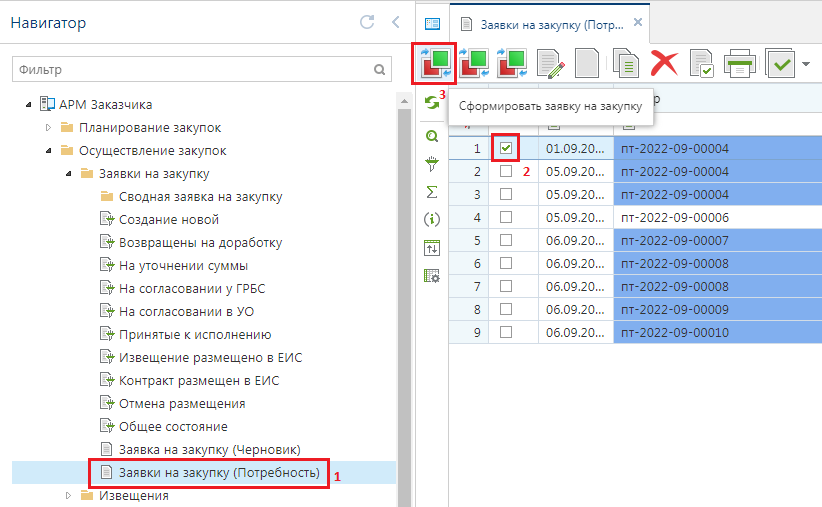 Навигатор
Фильтр
АРМ Заказчика
Планирование закупок
Осуществление закупок
Заявки на закупку
Сводная заявка на закупку
Создание новой
Возвращены на доработку
На уточнении суммы
На согласовании у ГРБС
На согласовании в УО
Принятые к исполнению
Извещение размещено в ЕИС
Контракт размещен в ЕИС
Отмена размещения
Общее состояние
Заявка на закупку (Черновик)
Заявки на закупку (Потребность) 1
Извещения
Заявки на закупку (Потр...
3
Сформировать заявку на закупку
р
1 01.09.20... пт-2022-09-00004
2 2 05.09.20... пт-2022-09-00004
3 05.09.20... пт-2022-09-00004
4 05.09.20... пт-2022-09-00006
5 06.09.20... пт-2022-09-00007
6 06.09.20... пт-2022-09-00008
7 06.09.20... пт-2022-09-00008
8 06.09.20... пт-2022-09-00009
9 06.09.20... пт-2022-09-00010